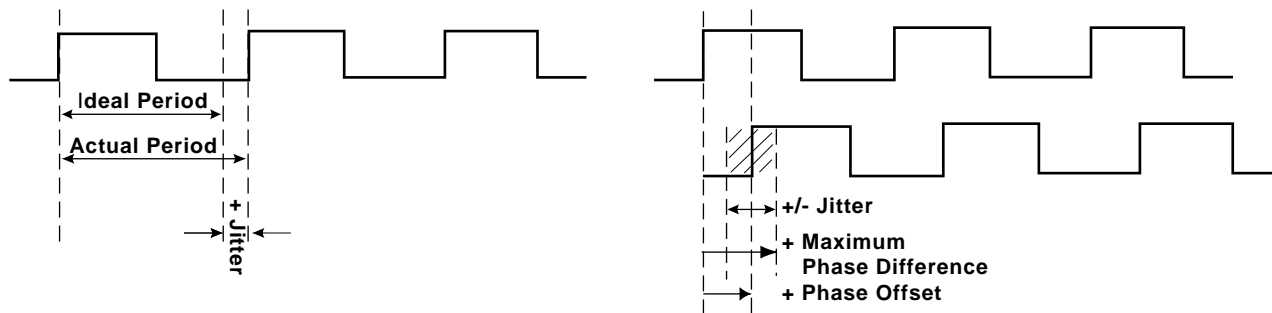 Ideal Period
Actual Period
+ Jitter
+/- Jitter
+ Maximum
Phase Difference
+ Phase Offset